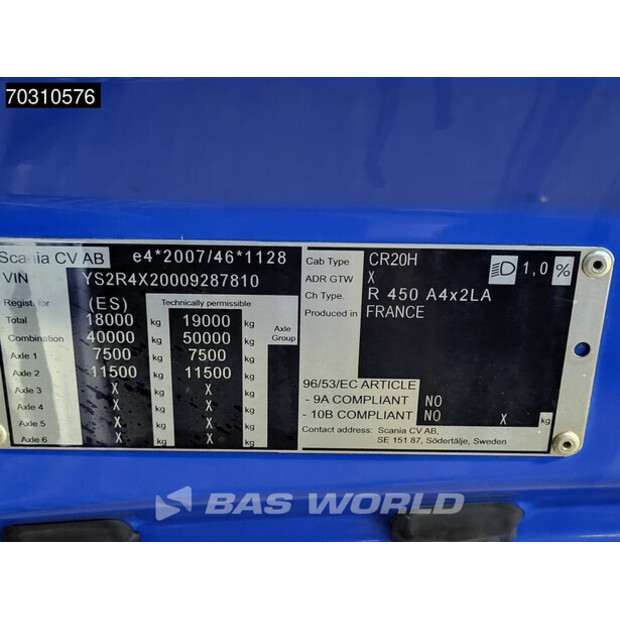 70310576
Scania CV AB e4*2007/46*1128
VIN YS2R4X20009287810
Regist. for (ES) Technically permissible
Total 18000 kg 19000 kg Axle Group
Combination 40000 kg 50000 kg
Axle 1 7500 kg 7500 kg
Axle 2 11500 kg 11500 kg
Axle 3 X kg X kg
Axle 4 X kg X kg
Axle 5 X kg X kg
Axle 6 X kg X kg
Cab Type CR20H 1,0%
ADR GTW X
Ch Type. R 450 A4x2LA
Produced in FRANCE
96/53/EC ARTICLE
- 9A COMPLIANT NO
- 10B COMPLIANT NO X kg
Contact address: Scania CV AB,
SE 151 87, Södertälje, Sweden
BAS WORLD